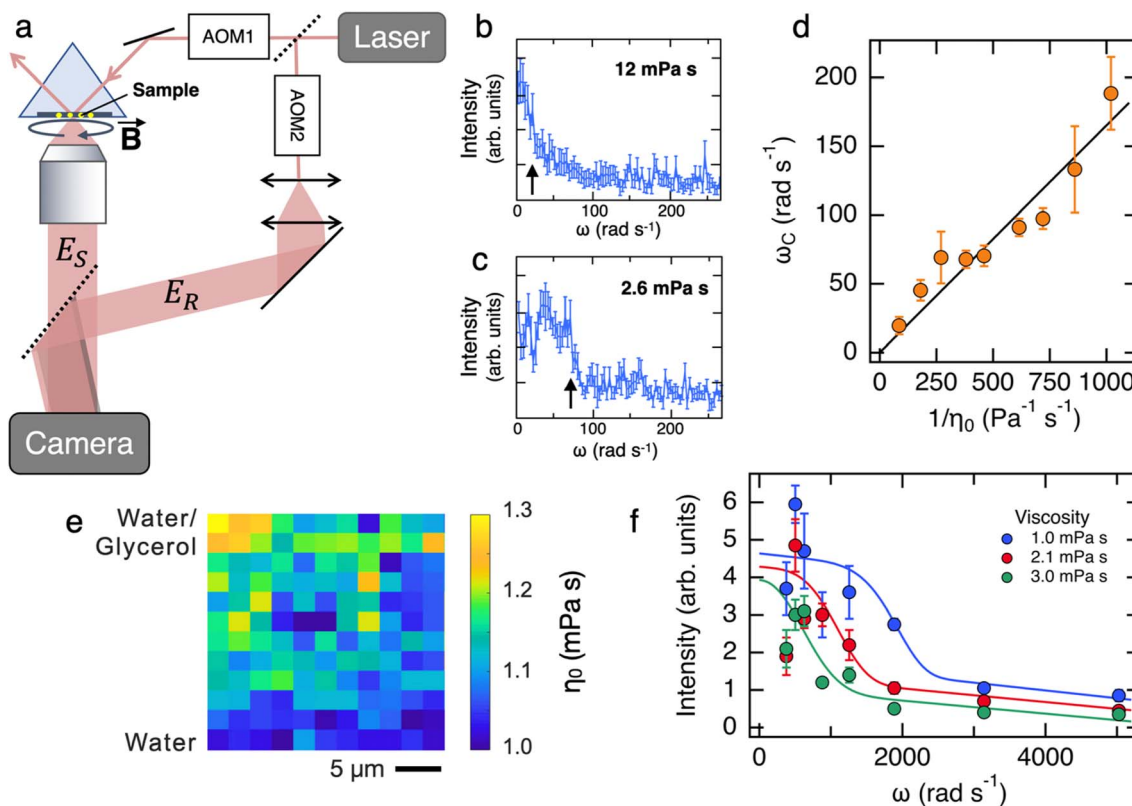 a
AOM1
Laser
Sample
B
AOM2
E_S
E_R
Camera
b
12 mPa s
Intensity
(arb. units)
0
100
200
ω (rad s⁻¹)
c
2.6 mPa s
Intensity
(arb. units)
0
100
200
ω (rad s⁻¹)
d
200
150
100
50
0
ω_C (rad s⁻¹)
0
250
500
750
1000
1/η₀ (Pa⁻¹ s⁻¹)
e
Water/
Glycerol
Water
5 μm
1.3
1.2
1.1
1.0
η₀ (mPa s)
f
6
5
4
3
2
1
0
Intensity (arb. units)
Viscosity
1.0 mPa s
2.1 mPa s
3.0 mPa s
0
2000
4000
ω (rad s⁻¹)